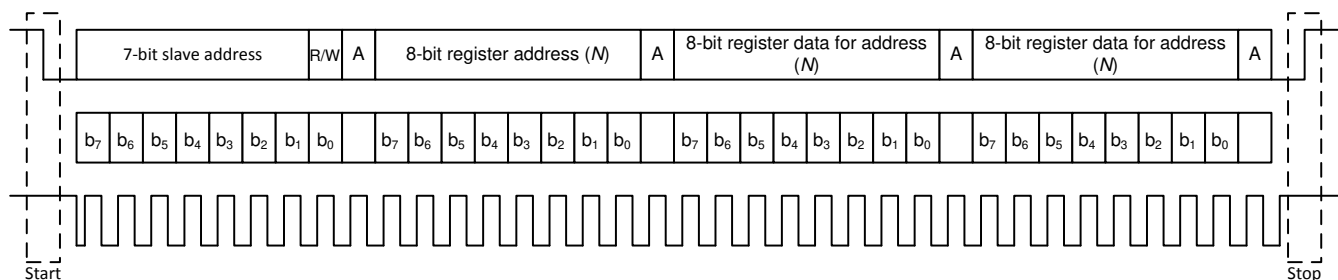 7-bit slave address R/W A 8-bit register address (N) A 8-bit register data for address (N) A 8-bit register data for address (N) A
b7 b6 b5 b4 b3 b2 b1 b0 b7 b6 b5 b4 b3 b2 b1 b0 b7 b6 b5 b4 b3 b2 b1 b0 b7 b6 b5 b4 b3 b2 b1 b0
Start Stop